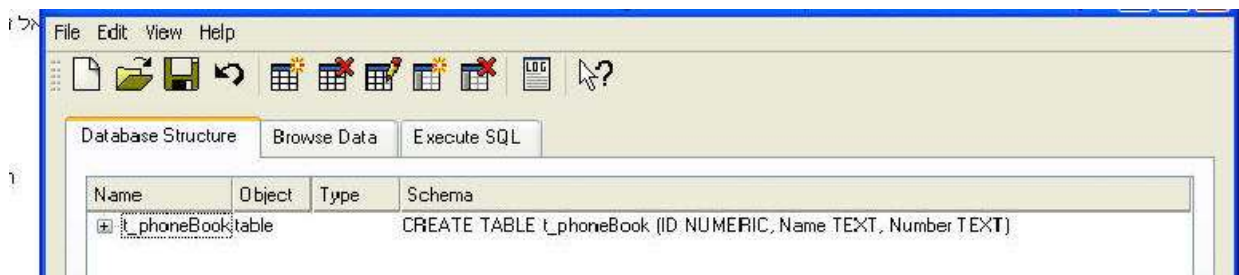 File Edit View Help
LOG
Database Structure Browse Data Execute SQL
Name Object Type Schema
t_phoneBook table CREATE TABLE t_phoneBook (ID NUMERIC, Name TEXT, Number TEXT)